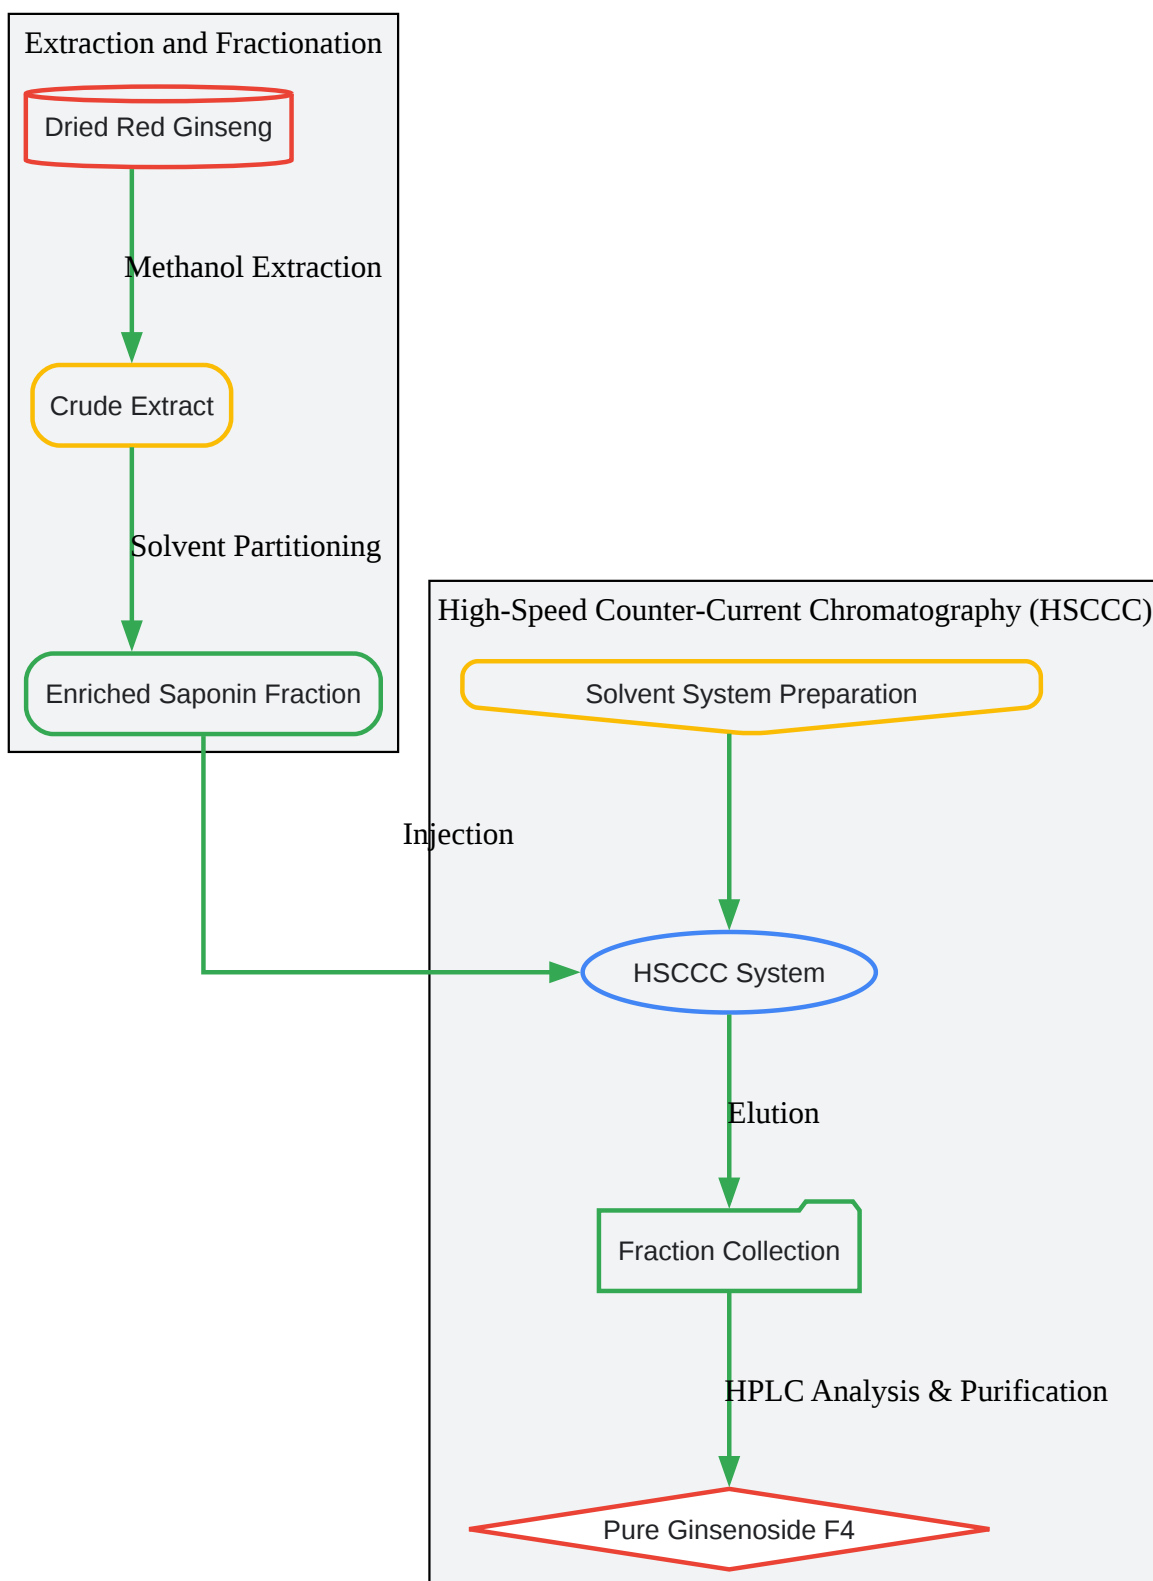 Extraction and Fractionation
Dried Red Ginseng
Methanol Extraction
Crude Extract
Solvent Partitioning
Enriched Saponin Fraction
High-Speed Counter-Current Chromatography (HSCCC)
Solvent System Preparation
Injection
HSCCC System
Elution
Fraction Collection
HPLC Analysis & Purification
Pure Ginsenoside F4